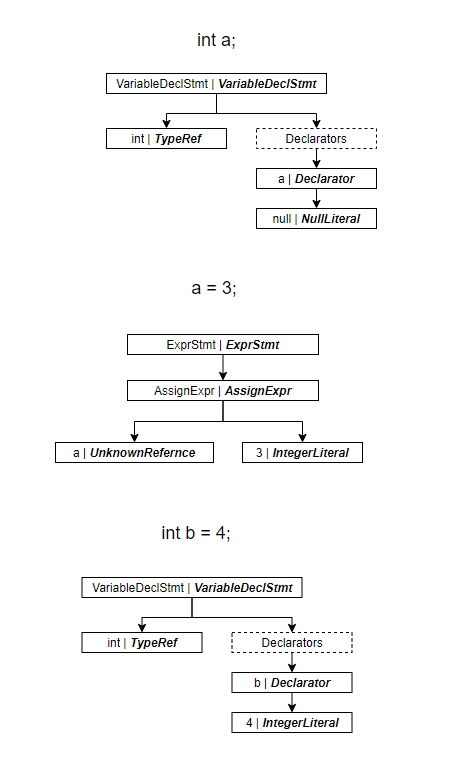 int a;
VariableDeclStmt | VariableDeclStmt
int | TypeRef
Declarators
a | Declarator
null | NullLiteral
a = 3;
ExprStmt | ExprStmt
AssignExpr | AssignExpr
a | UnknownRefernce
3 | IntegerLiteral
int b = 4;
VariableDeclStmt | VariableDeclStmt
int | TypeRef
Declarators
b | Declarator
4 | IntegerLiteral